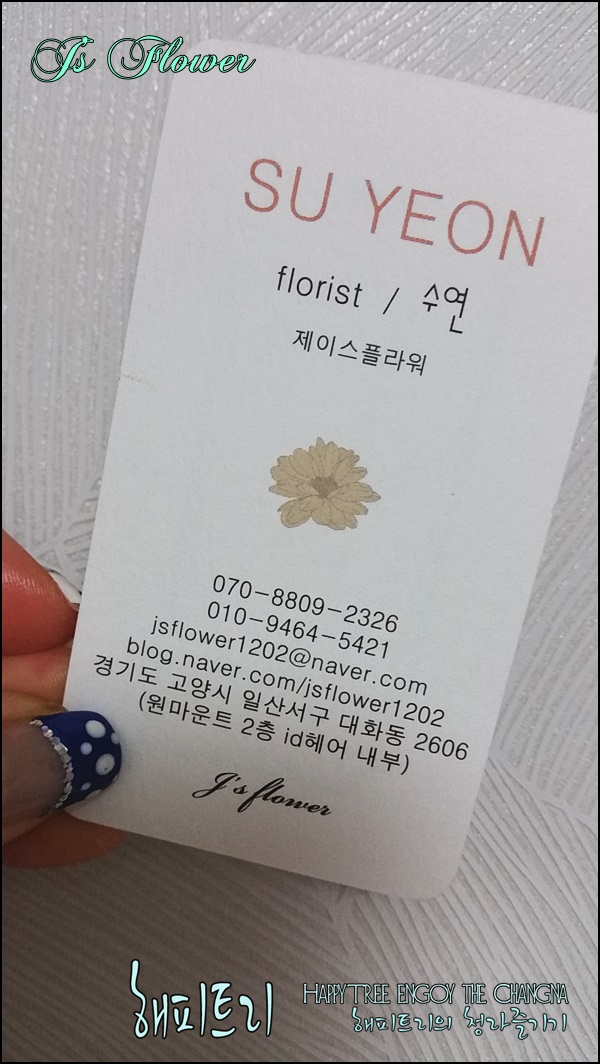 Js Flower
SU YEON
florist / 수연
제이스플라워
070-8809-2326
010-9464-5421
jsflower1202@naver.com
blog.naver.com/jsflower1202
경기도 고양시 일산서구 대화동 2606
(원마운트 2층 id헤어 내부)
J's flower
해피트리
HAPPYTREE ENGOY THE CHANGNA
해피트리의 청라즐기기